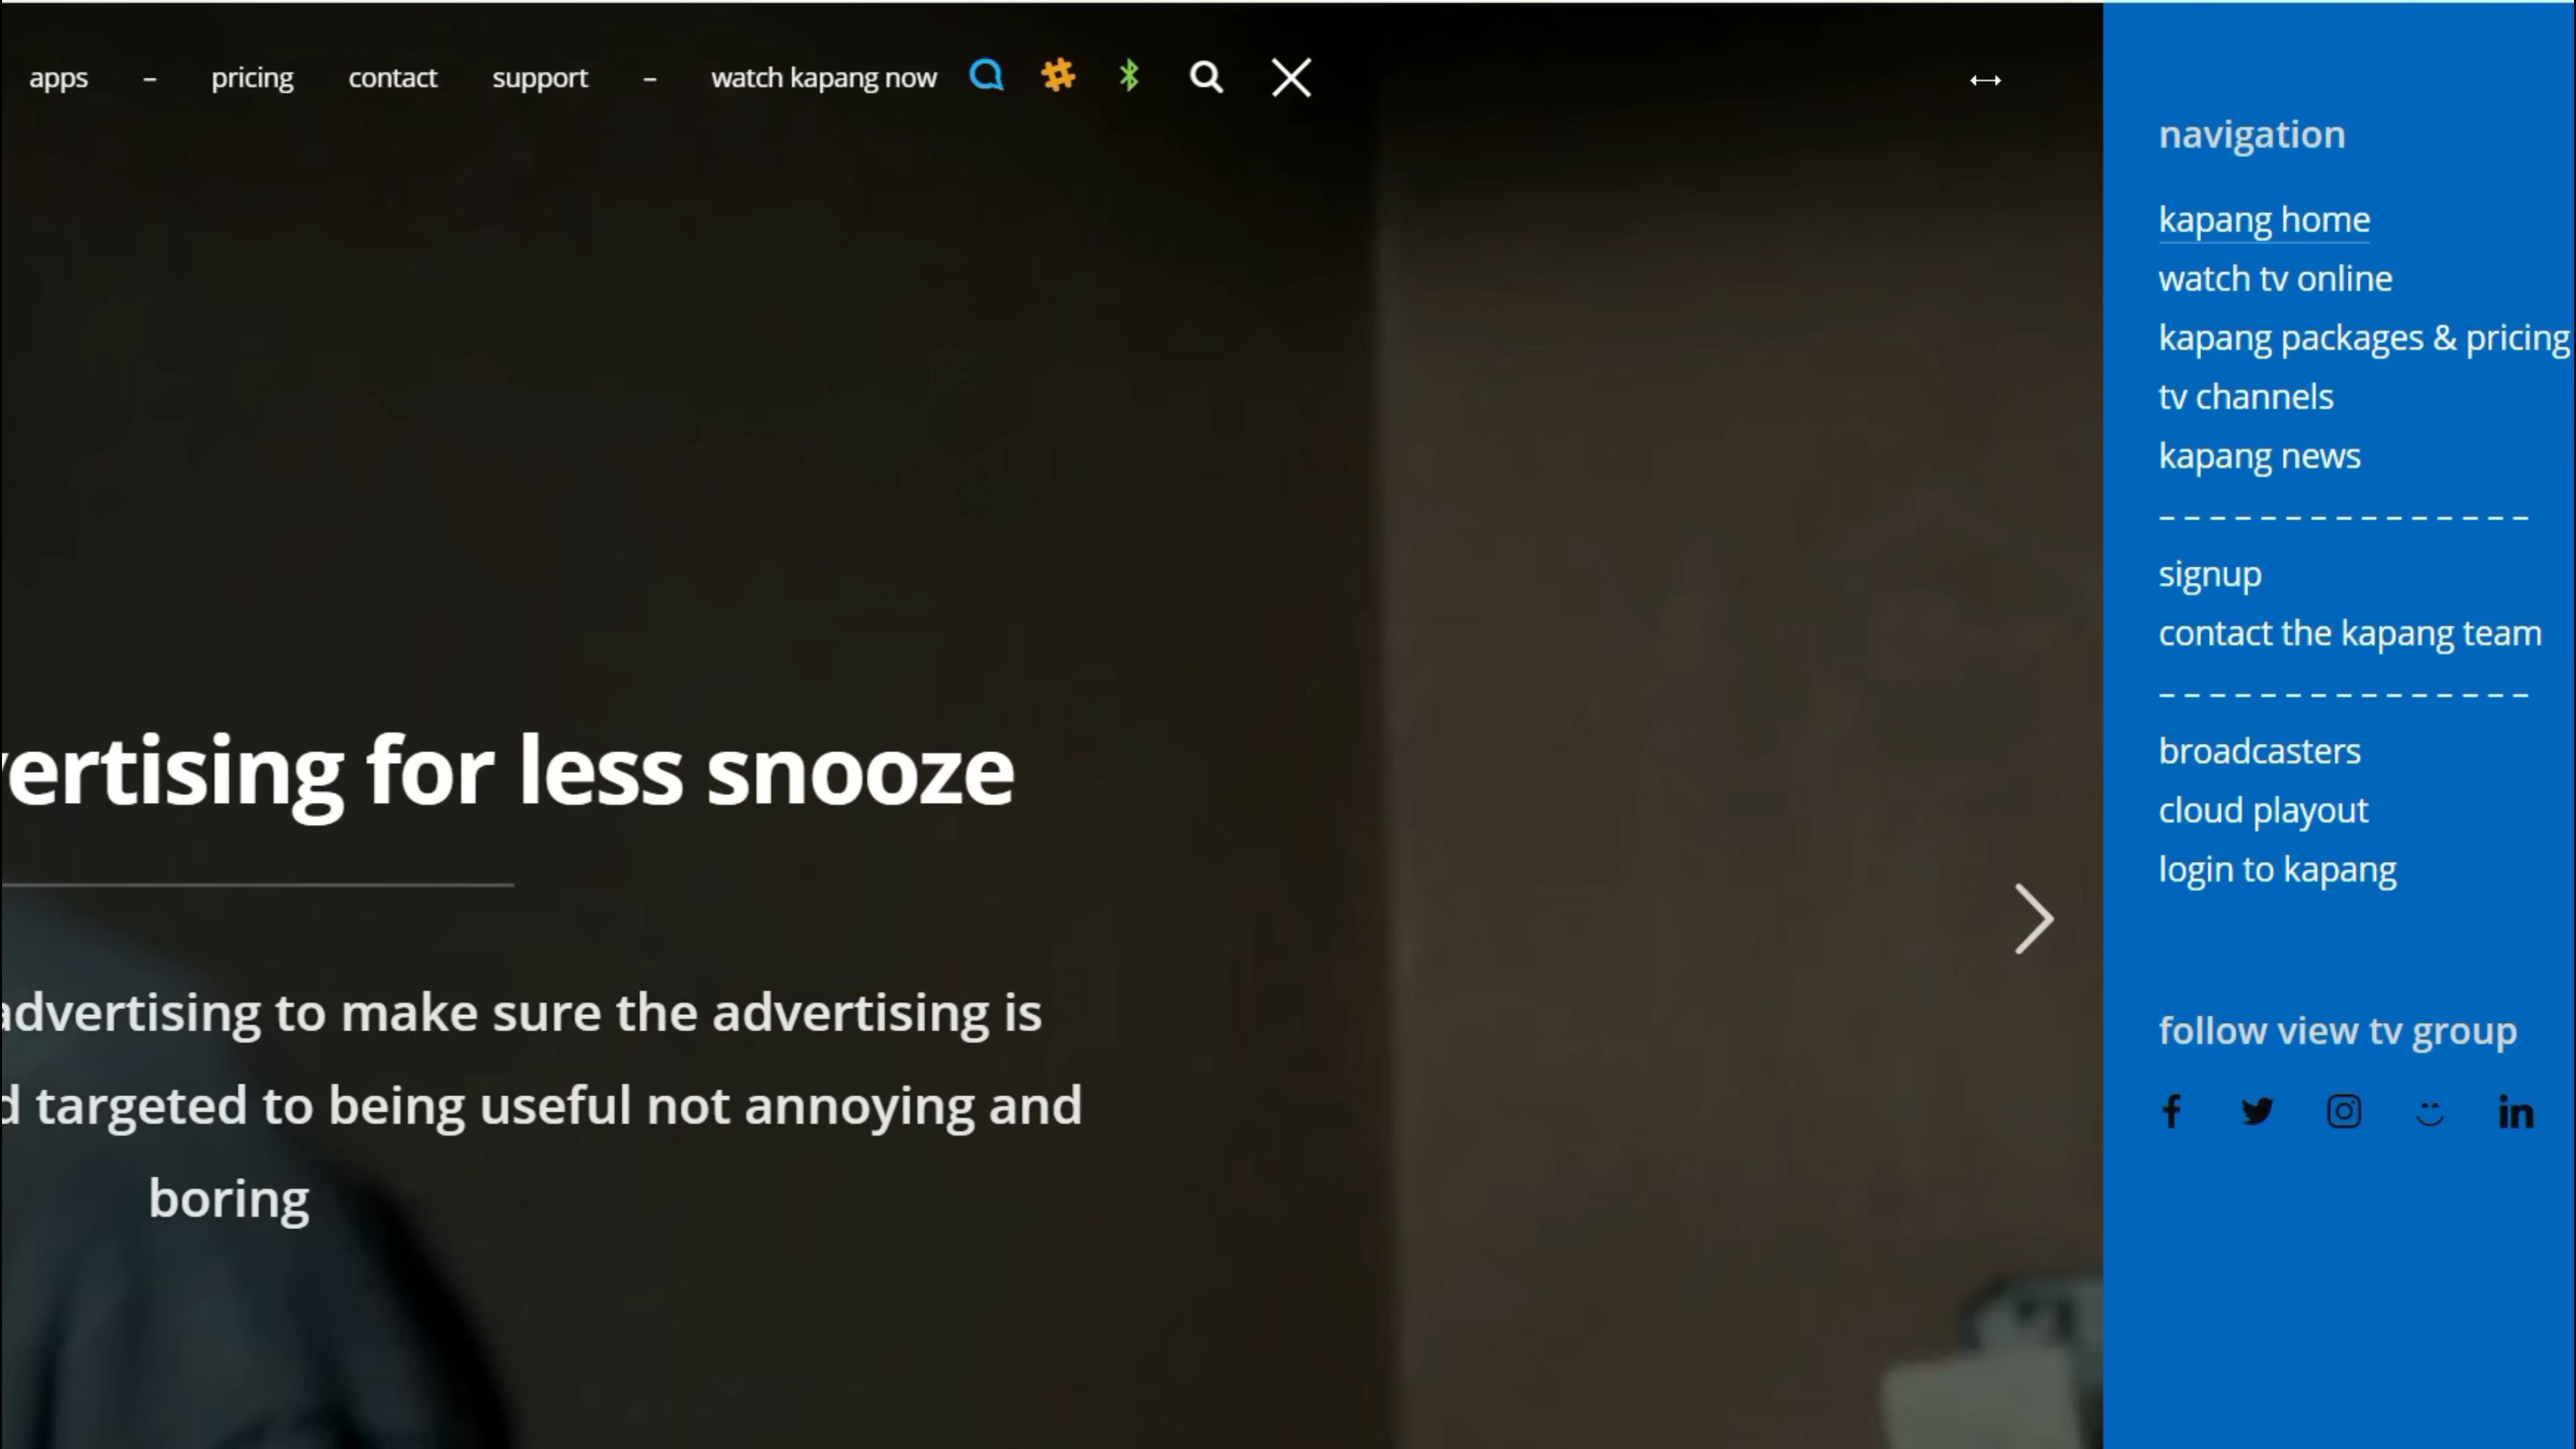 apps – pricing contact support – watch kapang now
ertising for less snooze
advertising to make sure the advertising is
d targeted to being useful not annoying and
boring
navigation
kapang home
watch tv online
kapang packages & pricing
tv channels
kapang news
– – – – – – – – – – – – – – –
signup
contact the kapang team
– – – – – – – – – – – – – – –
broadcasters
cloud playout
login to kapang
follow view tv group